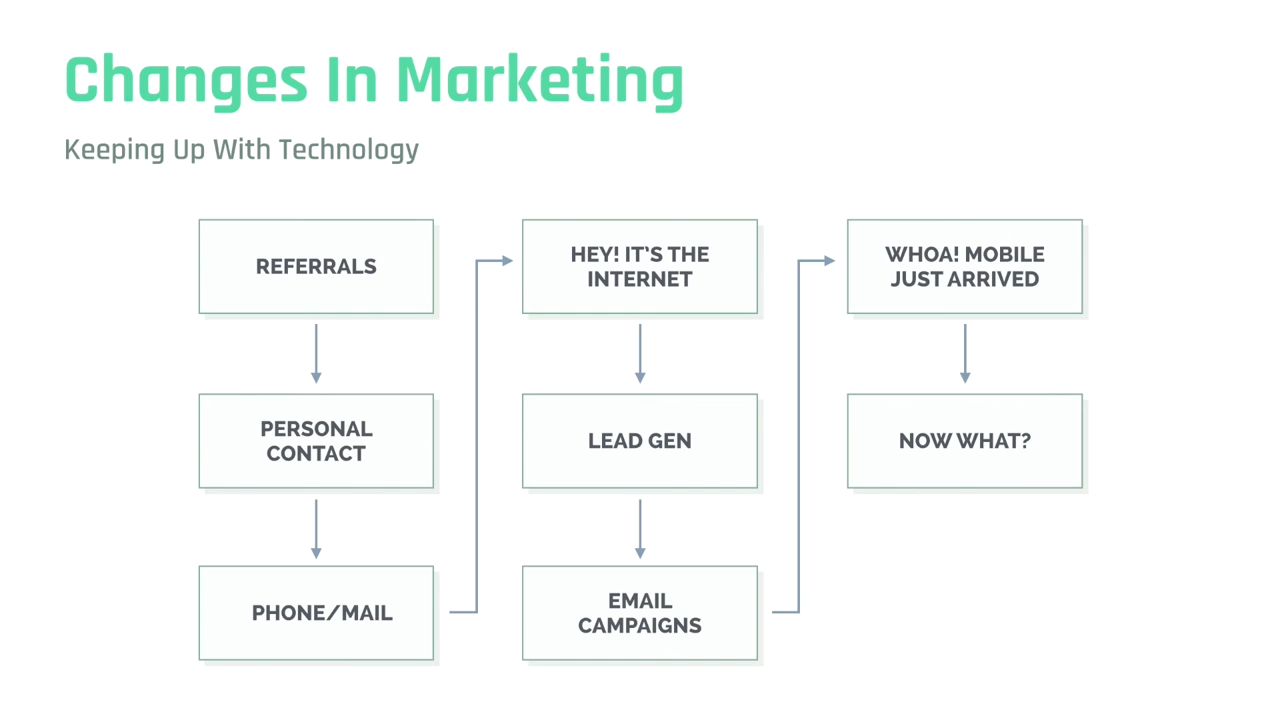 Changes In Marketing
Keeping Up With Technology
REFERRALS
PERSONAL
CONTACT
PHONE/MAIL
HEY! IT'S THE
INTERNET
LEAD GEN
EMAIL
CAMPAIGNS
WHOA! MOBILE
JUST ARRIVED
NOW WHAT?